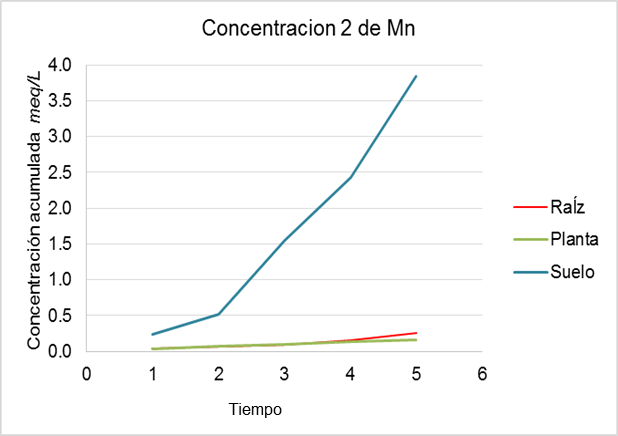 Concentracion 2 de Mn
Concentración acumulada meq/L
4.0
3.5
3.0
2.5
2.0
1.5
1.0
0.5
0.0
0 1 2 3 4 5 6
Tiempo
RaÍz
Planta
Suelo